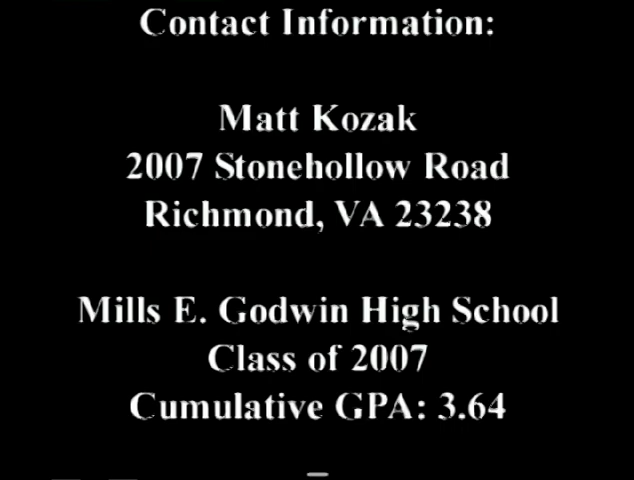 Contact Information:
Matt Kozak
2007 Stonehollow Road
Richmond, VA 23238
Mills E. Godwin High School
Class of 2007
Cumulative GPA: 3.64